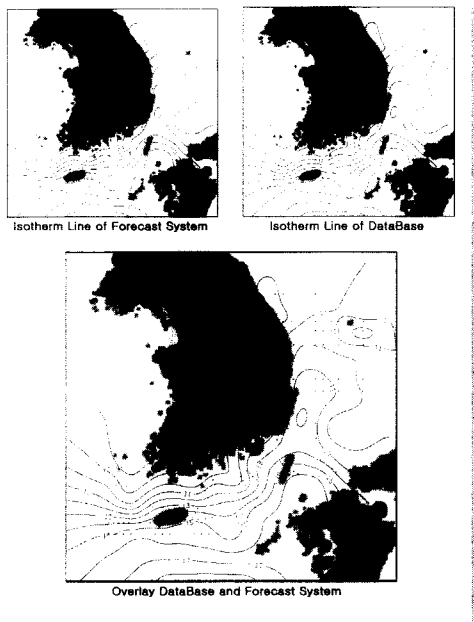 Isotherm Line of Forecast System
Isotherm Line of DataBase
Overlay DataBase and Forecast System